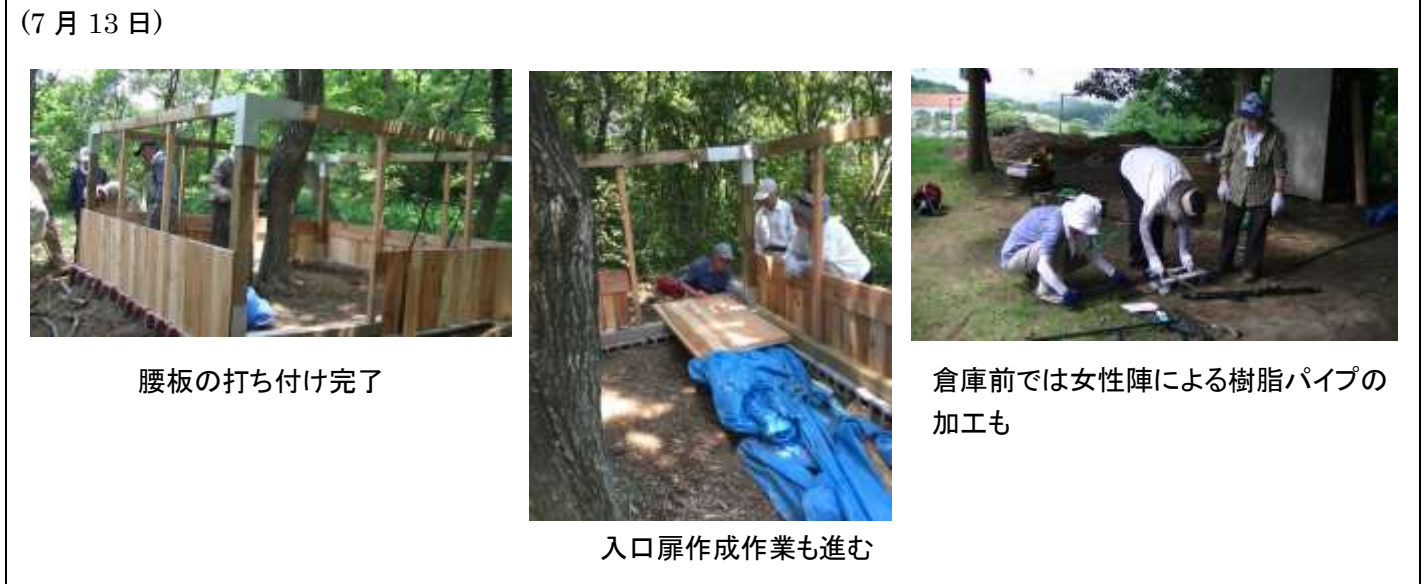 (7 月 13 日)
腰板の打ち付け完了
入口扉作成作業も進む
倉庫前では女性陣による樹脂パイプの
加工も